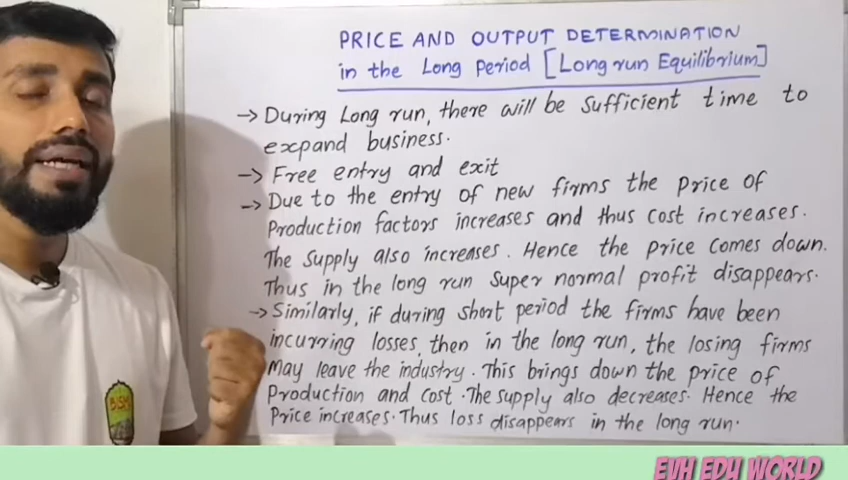 PRICE AND OUTPUT DETERMINATION
in the Long Period [Long run Equilibrium]
→ During Long run, there will be sufficient time to
expand business.
→ Free entry and exit
→ Due to the entry of new firms the price of
Production factors increases and thus cost increases.
The supply also increases. Hence the price comes down.
Thus in the long run super normal profit disappears.
→ Similarly, if during short period the firms have been
incurring losses, then in the long run, the losing firms
may leave the industry. This brings down the price of
production and cost. The supply also decreases. Hence the
Price increases. Thus loss disappears in the long run.
BSM
EVH EDU WORLD